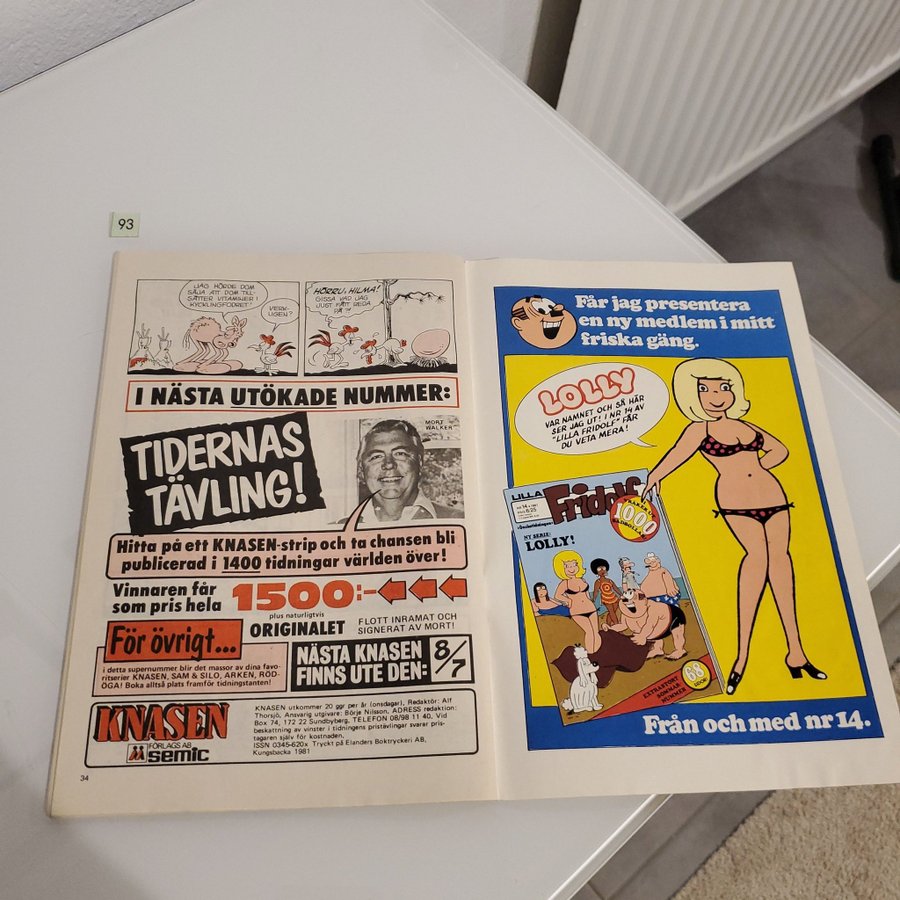 93
JAG HÖRDE DOM
SÄJA ATT DOM TILL-
SÄTTER VITAMINER I
KYCKLINGFODRET!
VERK-
LIGEN?
HÖRRU, HILMA!
GISSA VAD JAG
JUST FÅTT REDA
PÅ?!
I NÄSTA UTÖKADE NUMMER:
TIDERNAS
TÄVLING!
MORT
WALKER
Hitta på ett KNASEN-strip och ta chansen bli
publicerad i 1400 tidningar världen över!
Vinnaren får
som pris hela
1500:-
plus naturligtvis
ORIGINALET
FLOTT INRAMAT OCH
SIGNERAT AV MORT!
För övrigt...
i detta supernummer blir det massor av dina favo-
ritserier KNASEN, SAM & SILO, ARKEN, RÖD-
ÖGA! Boka alltså plats framför tidningstanten!
NÄSTA KNASEN
FINNS UTE DEN:
8/7
KNASEN
FÖRLAGS AB
semic
KNASEN utkommer 20 ggr per år (onsdagar). Redaktör: Alf
Thorsjö. Ansvarig utgivare: Börje Nilsson. ADRESS redaktion:
Box 74, 172 22 Sundbyberg, TELEFON 08/98 11 40. Vid
beskattning av vinster i tidningens pristävlingar svarar pris-
tagaren själv för kostnaden.
ISSN 0345-620x Tryckt på Elanders Boktryckeri AB,
Kungsbacka 1981
34
Får jag presentera
en ny medlem i mitt
friska gäng.
LOLLY
VAR NAMNET OCH SÅ HÄR
SER JAG UT! I NR 14 AV
"LILLA FRIDOLF" FÅR
DU VETA MERA!
LILLA
Fridolf
1000
NY SERIE:
LOLLY!
68
SIDOR
EXTRASTORT
SOMMAR-
NUMMER
Från och med nr 14.